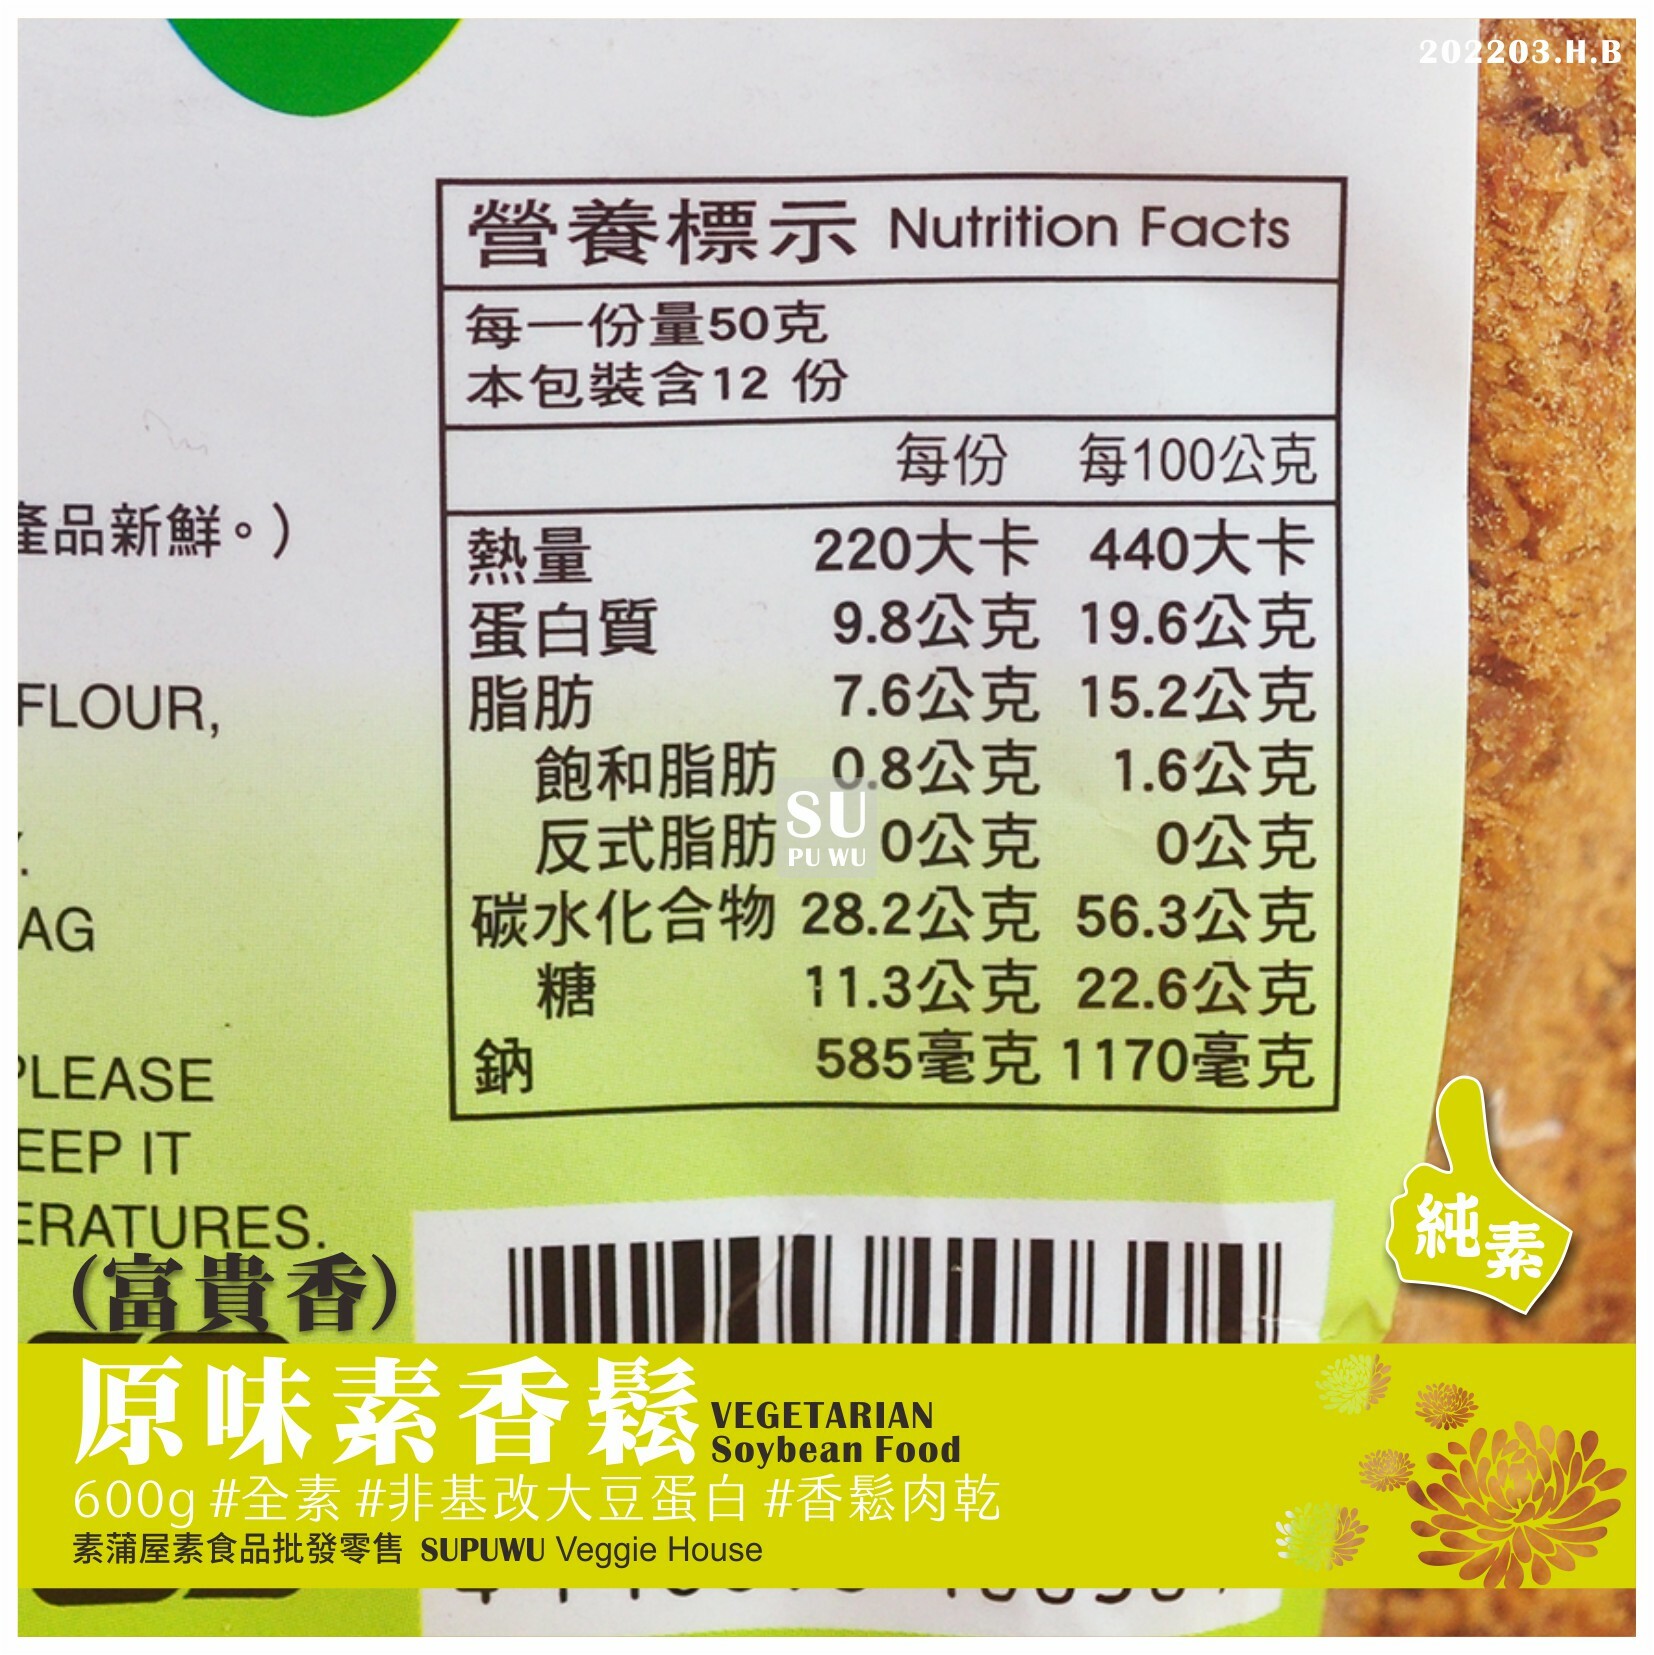 202203.H.B
營養標示 Nutrition Facts
每一份量50克
本包裝含12 份
每份 每100公克
熱量 220大卡 440大卡
蛋白質 9.8公克 19.6公克
脂肪 7.6公克 15.2公克
飽和脂肪 0.8公克 1.6公克
反式脂肪 0公克 0公克
碳水化合物 28.2公克 56.3公克
糖 11.3公克 22.6公克
鈉 585毫克 1170毫克
SU
PU WU
產品新鮮。)
FLOUR,
AG
PLEASE
EEP IT
ERATURES.
純素
(富貴香)
原味素香鬆 VEGETARIAN
Soybean Food
600g #全素 #非基改大豆蛋白 #香鬆肉乾
素蒲屋素食品批發零售 SUPUWU Veggie House